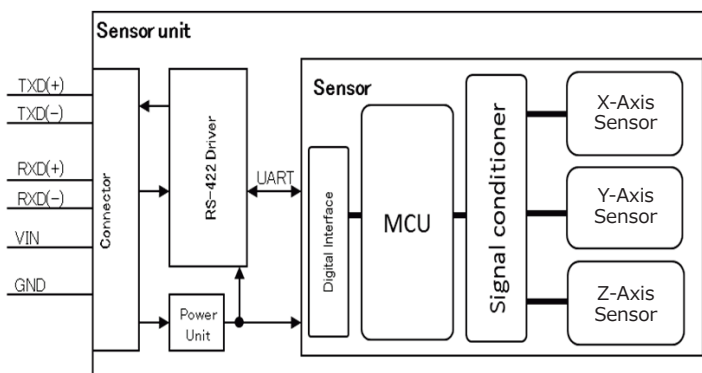 Sensor unit
TXD(+)
TXD(-)
RXD(+)
RXD(-)
VIN
GND
Connector
RS-422 Driver
Power
Unit
UART
Sensor
Digital Interface
MCU
Signal conditioner
X-Axis
Sensor
Y-Axis
Sensor
Z-Axis
Sensor